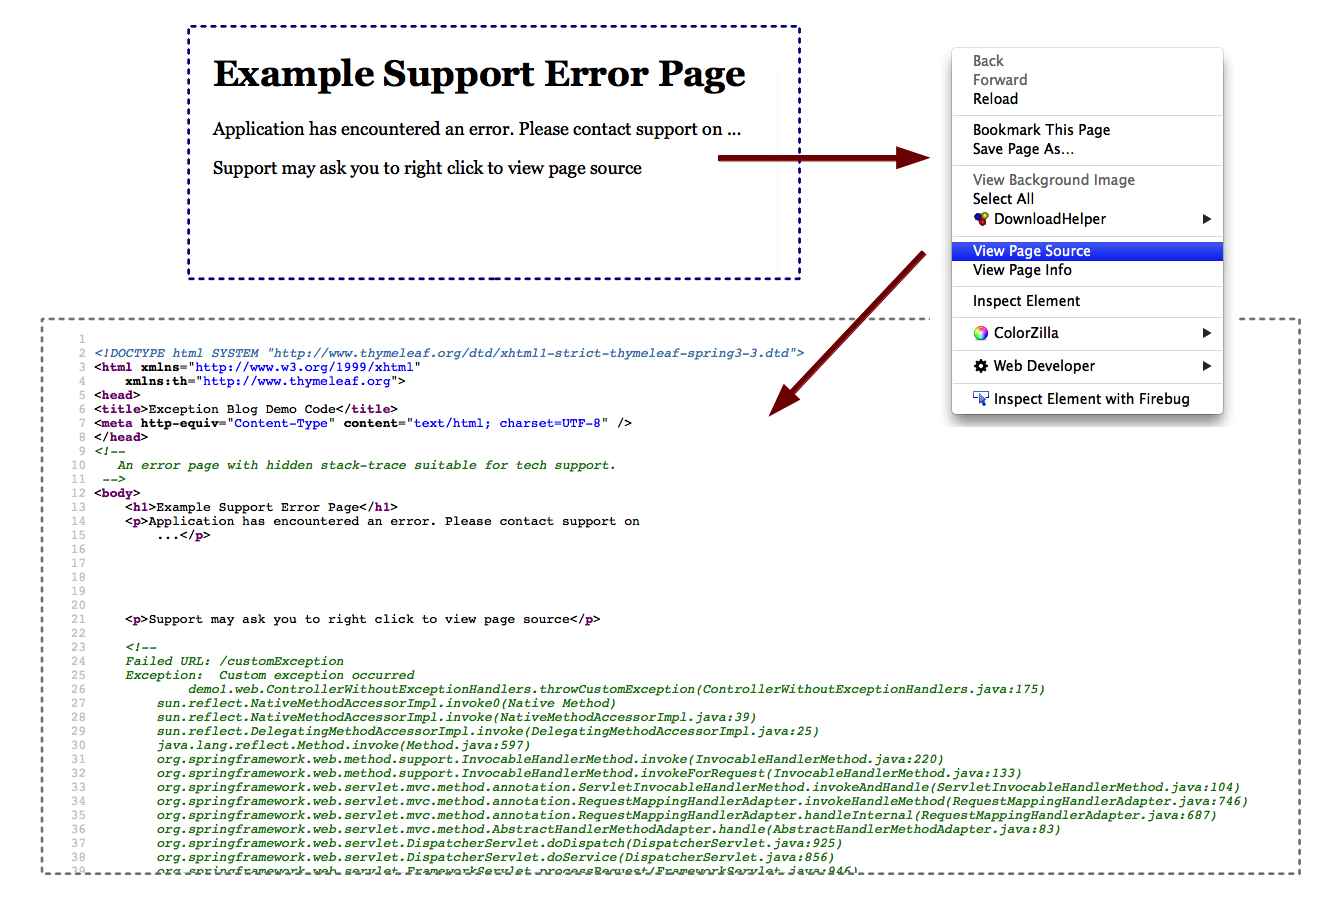 Example Support Error Page
Application has encountered an error. Please contact support on ...
Support may ask you to right click to view page source
Back
Forward
Reload
Bookmark This Page
Save Page As...
View Background Image
Select All
DownloadHelper
View Page Source
View Page Info
Inspect Element
ColorZilla
Web Developer
Inspect Element with Firebug
1
2 <!DOCTYPE html SYSTEM "http://www.thymeleaf.org/dtd/xhtml1-strict-thymeleaf-spring3-3.dtd">
3 <html xmlns="http://www.w3.org/1999/xhtml"
4     xmlns:th="http://www.thymeleaf.org">
5 <head>
6 <title>Exception Blog Demo Code</title>
7 <meta http-equiv="Content-Type" content="text/html; charset=UTF-8" />
8 </head>
9 <!--
10    An error page with hidden stack-trace suitable for tech support.
11  -->
12 <body>
13     <h1>Example Support Error Page</h1>
14     <p>Application has encountered an error. Please contact support on
15         ...</p>
16
17
18
19
20
21     <p>Support may ask you to right click to view page source</p>
22
23     <!--
24     Failed URL: /customException
25     Exception:  Custom exception occurred
26             demo1.web.ControllerWithoutExceptionHandlers.throwCustomException(ControllerWithoutExceptionHandlers.java:175)
27         sun.reflect.NativeMethodAccessorImpl.invoke0(Native Method)
28         sun.reflect.NativeMethodAccessorImpl.invoke(NativeMethodAccessorImpl.java:39)
29         sun.reflect.DelegatingMethodAccessorImpl.invoke(DelegatingMethodAccessorImpl.java:25)
30         java.lang.reflect.Method.invoke(Method.java:597)
31         org.springframework.web.method.support.InvocableHandlerMethod.invoke(InvocableHandlerMethod.java:220)
32         org.springframework.web.method.support.InvocableHandlerMethod.invokeForRequest(InvocableHandlerMethod.java:133)
33         org.springframework.web.servlet.mvc.method.annotation.ServletInvocableHandlerMethod.invokeAndHandle(ServletInvocableHandlerMethod.java:104)
34         org.springframework.web.servlet.mvc.method.annotation.RequestMappingHandlerAdapter.invokeHandleMethod(RequestMappingHandlerAdapter.java:746)
35         org.springframework.web.servlet.mvc.method.annotation.RequestMappingHandlerAdapter.handleInternal(RequestMappingHandlerAdapter.java:687)
36         org.springframework.web.servlet.mvc.method.AbstractHandlerMethodAdapter.handle(AbstractHandlerMethodAdapter.java:83)
37         org.springframework.web.servlet.DispatcherServlet.doDispatch(DispatcherServlet.java:925)
38         org.springframework.web.servlet.DispatcherServlet.doService(DispatcherServlet.java:856)
39         org.springframework.web.servlet.FrameworkServlet.processRequest(FrameworkServlet.java:946)